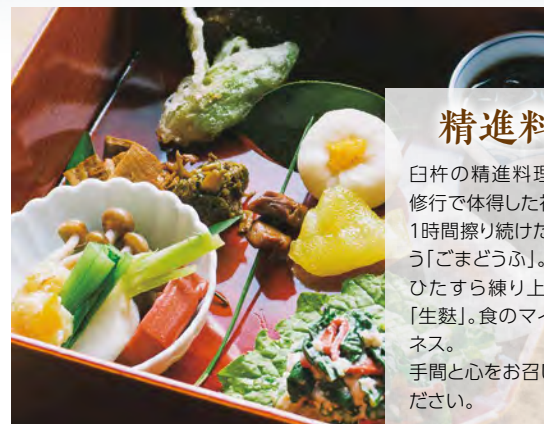 精進料
臼杵の精進料理
修行で体得した
1時間擦り続けた
う「ごまどうふ」。
ひたすら練り上
「生麩」。食のマイ
ネス。
手間と心をお召し
ださい。